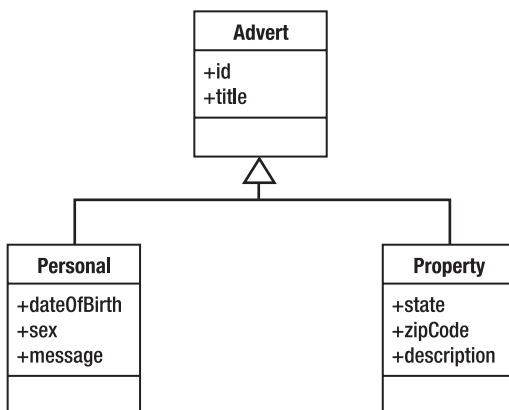 Advert
+id
+title
Personal
+dateOfBirth
+sex
+message
Property
+state
+zipCode
+description